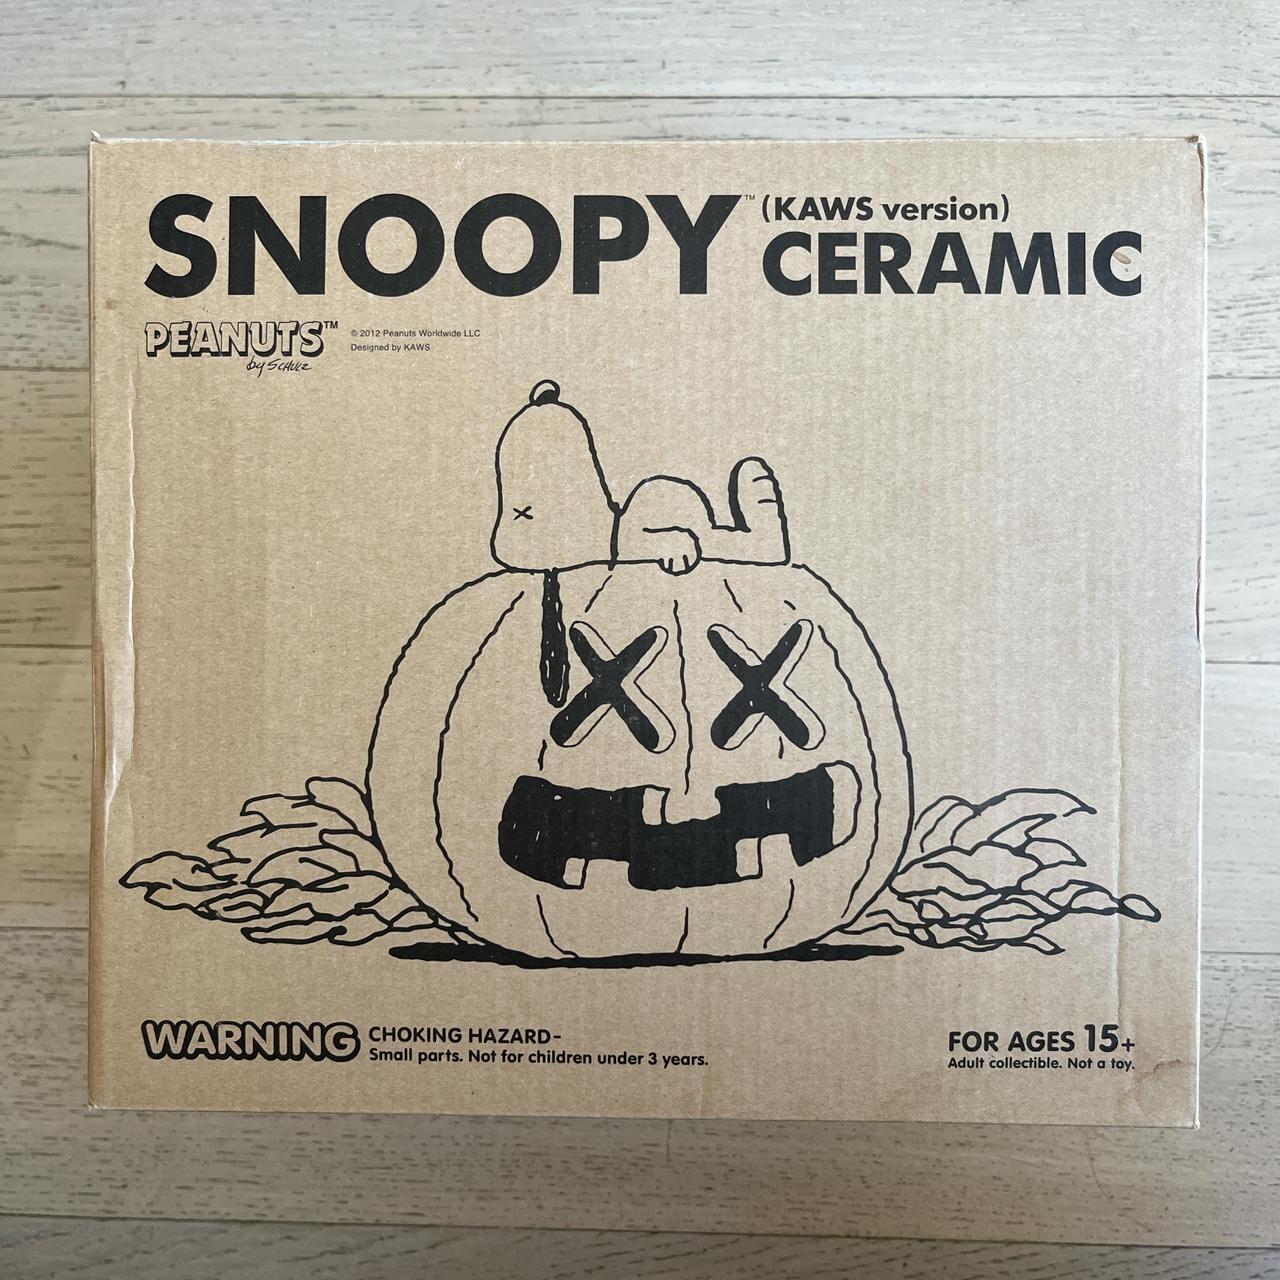 SNOOPY™ (KAWS version)
CERAMIC
PEANUTS™
by SCHULZ
© 2012 Peanuts Worldwide LLC
Designed by KAWS
WARNING CHOKING HAZARD-
Small parts. Not for children under 3 years.
FOR AGES 15+
Adult collectible. Not a toy.